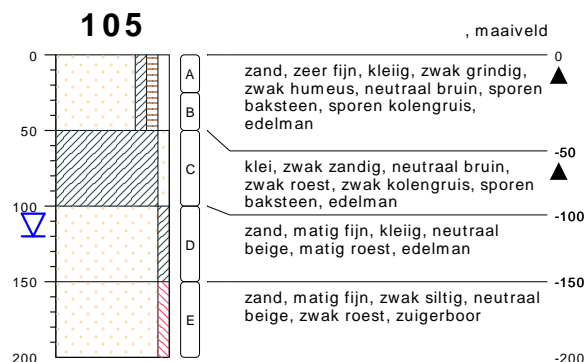 105
, maaiveld
0
50
100
150
200
A
B
C
D
E
zand, zeer fijn, kleiig, zwak grindig,
zwak humeus, neutraal bruin, sporen
baksteen, sporen kolengruis,
edelman
klei, zwak zandig, neutraal bruin,
zwak roest, zwak kolengruis, sporen
baksteen, edelman
zand, matig fijn, kleiig, neutraal
beige, matig roest, edelman
zand, matig fijn, zwak siltig, neutraal
beige, zwak roest, zuigerboor
0
-50
-100
-150
-200